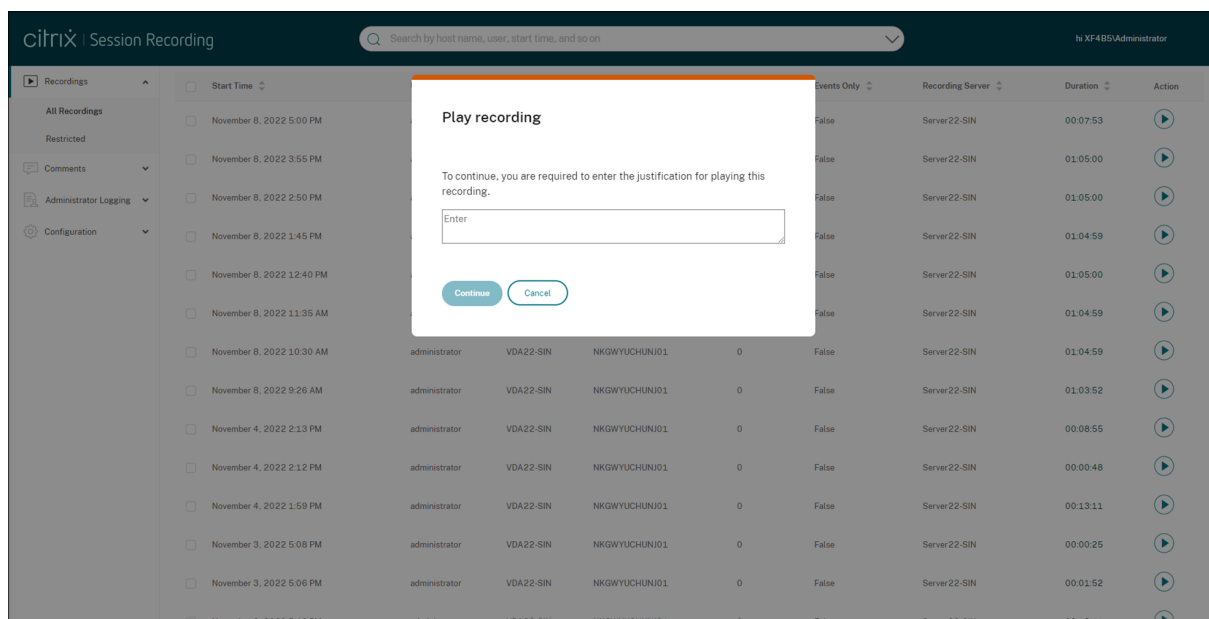 citrix | Session Recording
Search by host name, user, start time, and so on
hi XF4B5\Administrator
Recordings
All Recordings
Restricted
Comments
Administrator Logging
Configuration
Start Time Events Only Recording Server Duration Action
November 8, 2022 5:00 PM False Server22-SIN 00:07:53
November 8, 2022 3:55 PM False Server22-SIN 01:05:00
November 8, 2022 2:50 PM False Server22-SIN 01:05:00
November 8, 2022 1:45 PM False Server22-SIN 01:04:59
November 8, 2022 12:40 PM False Server22-SIN 01:05:00
November 8, 2022 11:35 AM False Server22-SIN 01:04:59
November 8, 2022 10:30 AM administrator VDA22-SIN NKGWYUCHUNJ01 0 False Server22-SIN 01:04:59
November 8, 2022 9:26 AM administrator VDA22-SIN NKGWYUCHUNJ01 0 False Server22-SIN 01:03:52
November 4, 2022 2:13 PM administrator VDA22-SIN NKGWYUCHUNJ01 0 False Server22-SIN 00:08:55
November 4, 2022 2:12 PM administrator VDA22-SIN NKGWYUCHUNJ01 0 False Server22-SIN 00:00:48
November 4, 2022 1:59 PM administrator VDA22-SIN NKGWYUCHUNJ01 0 False Server22-SIN 00:13:11
November 3, 2022 5:08 PM administrator VDA22-SIN NKGWYUCHUNJ01 0 False Server22-SIN 00:00:25
November 3, 2022 5:06 PM administrator VDA22-SIN NKGWYUCHUNJ01 0 False Server22-SIN 00:01:52
Play recording
To continue, you are required to enter the justification for playing this
recording.
Enter
Continue
Cancel